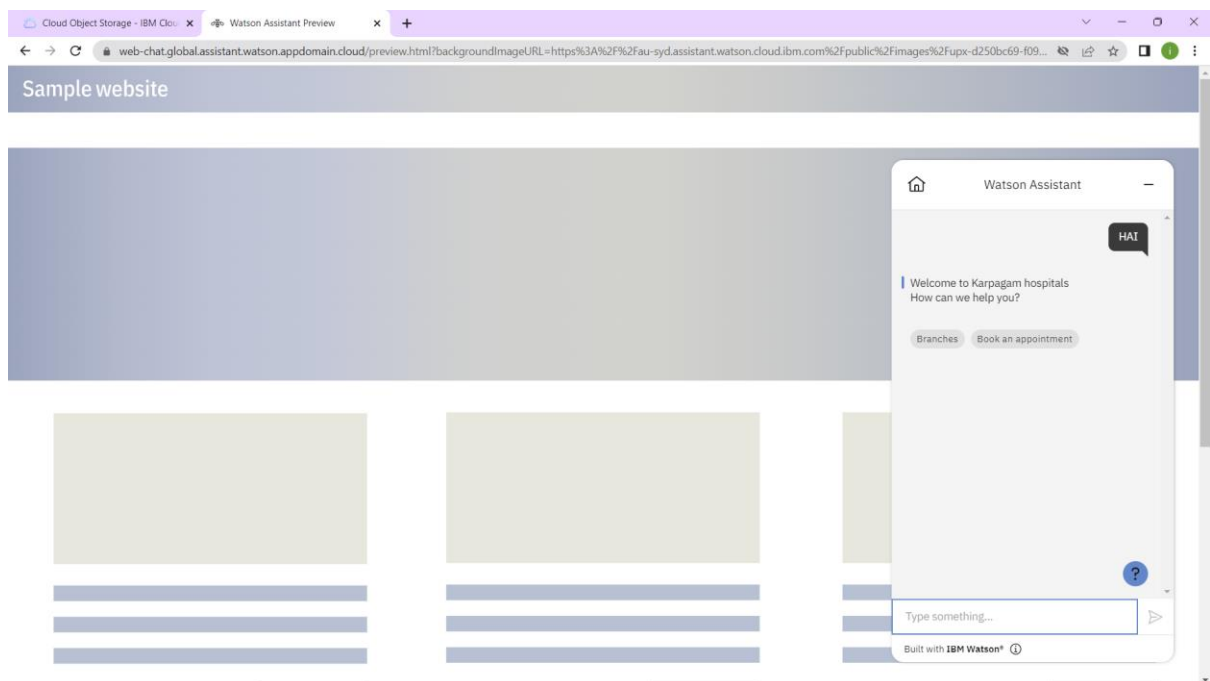 Cloud Object Storage - IBM Clou
Watson Assistant Preview
web-chat.global.assistant.watson.appdomain.cloud/preview.html?backgroundImageURL=https%3A%2F%2Fau-syd.assistant.watson.cloud.ibm.com%2Fpublic%2Fimages%2Fupx-d250bc69-f09...
i
Sample website
Watson Assistant
HAI
Welcome to Karpagam hospitals
How can we help you?
Branches Book an appointment
?
Type something...
Built with IBM Watson®